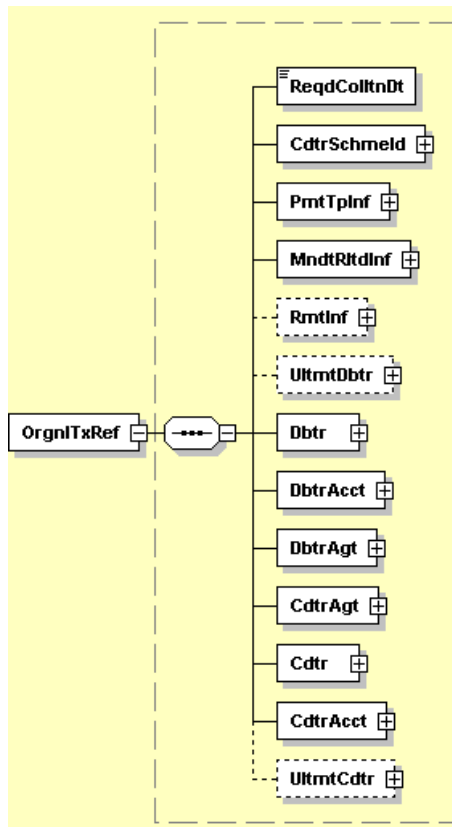 ReqdColltnDt
CdtrSchmeId
PmtTpInf
MndtRltdInf
RmtInf
UltmtDbtr
OrgnlTxRef
Dbtr
DbtrAcct
DbtrAgt
CdtrAgt
Cdtr
CdtrAcct
UltmtCdtr